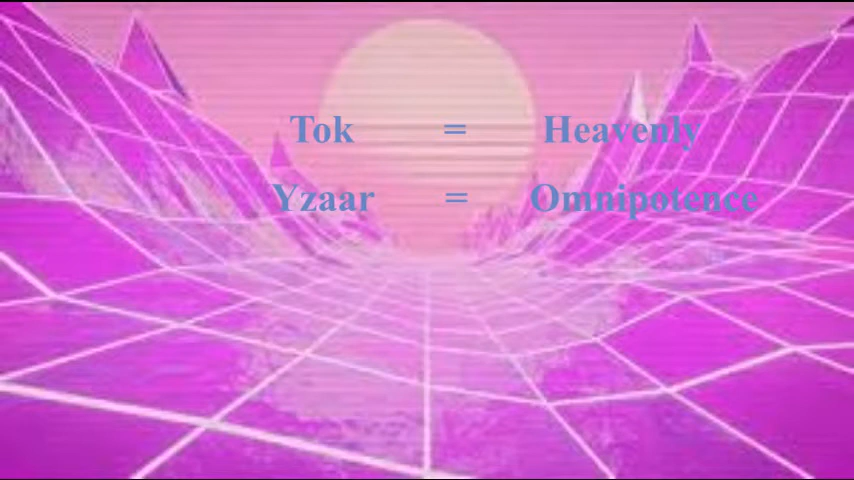 Tok = Heavenly
Yzaar = Omnipotence